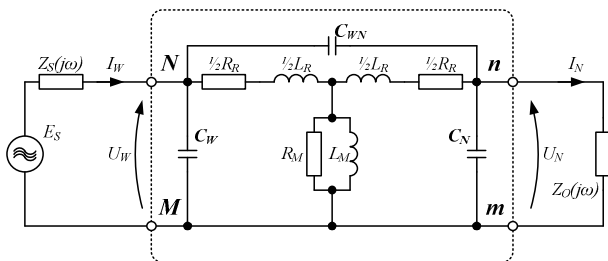 C_WN
Z_S(jω) I_W N ½R_R ½L_R ½L_R ½R_R n I_N
E_S U_W C_W R_M L_M C_N U_N
Z_O(jω)
M m